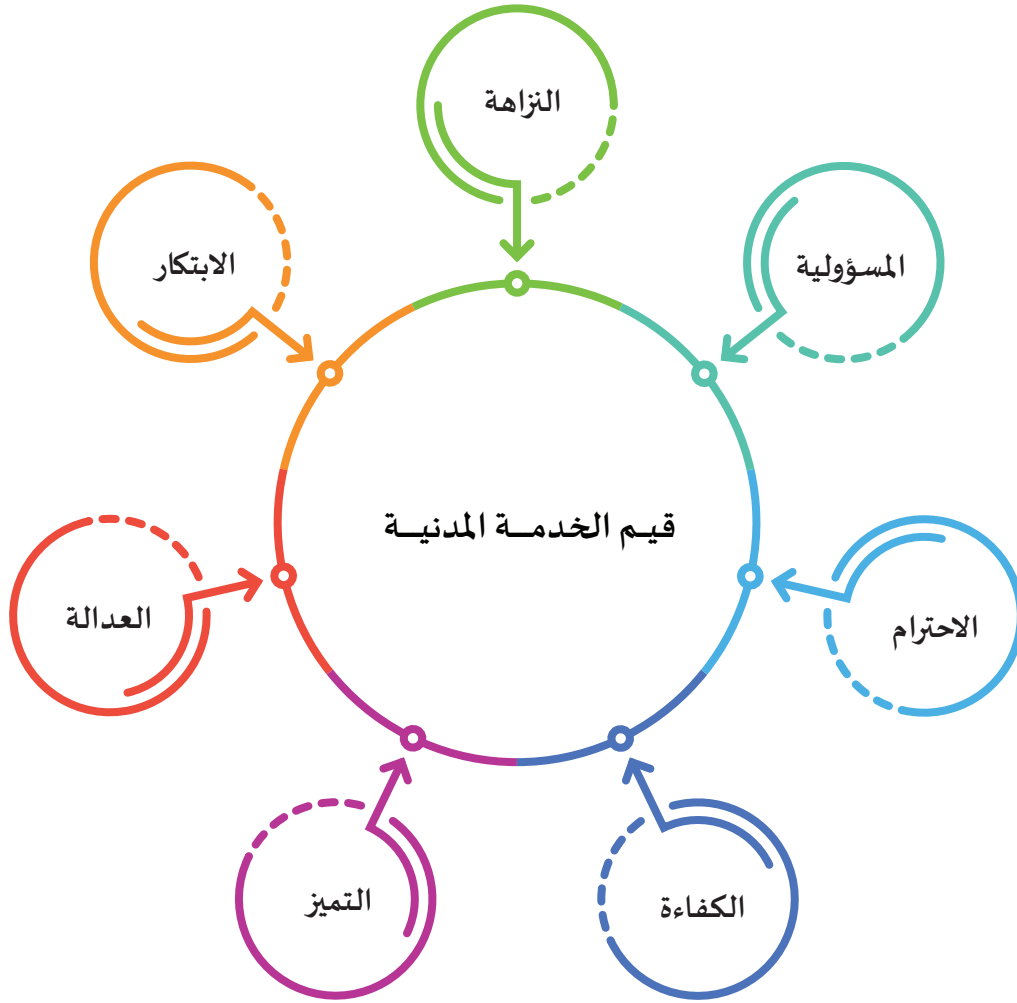 النزاهة
المسؤولية
الابتكار
قيم الخدمة المدنية
الاحترام
العدالة
الكفاءة
التميز